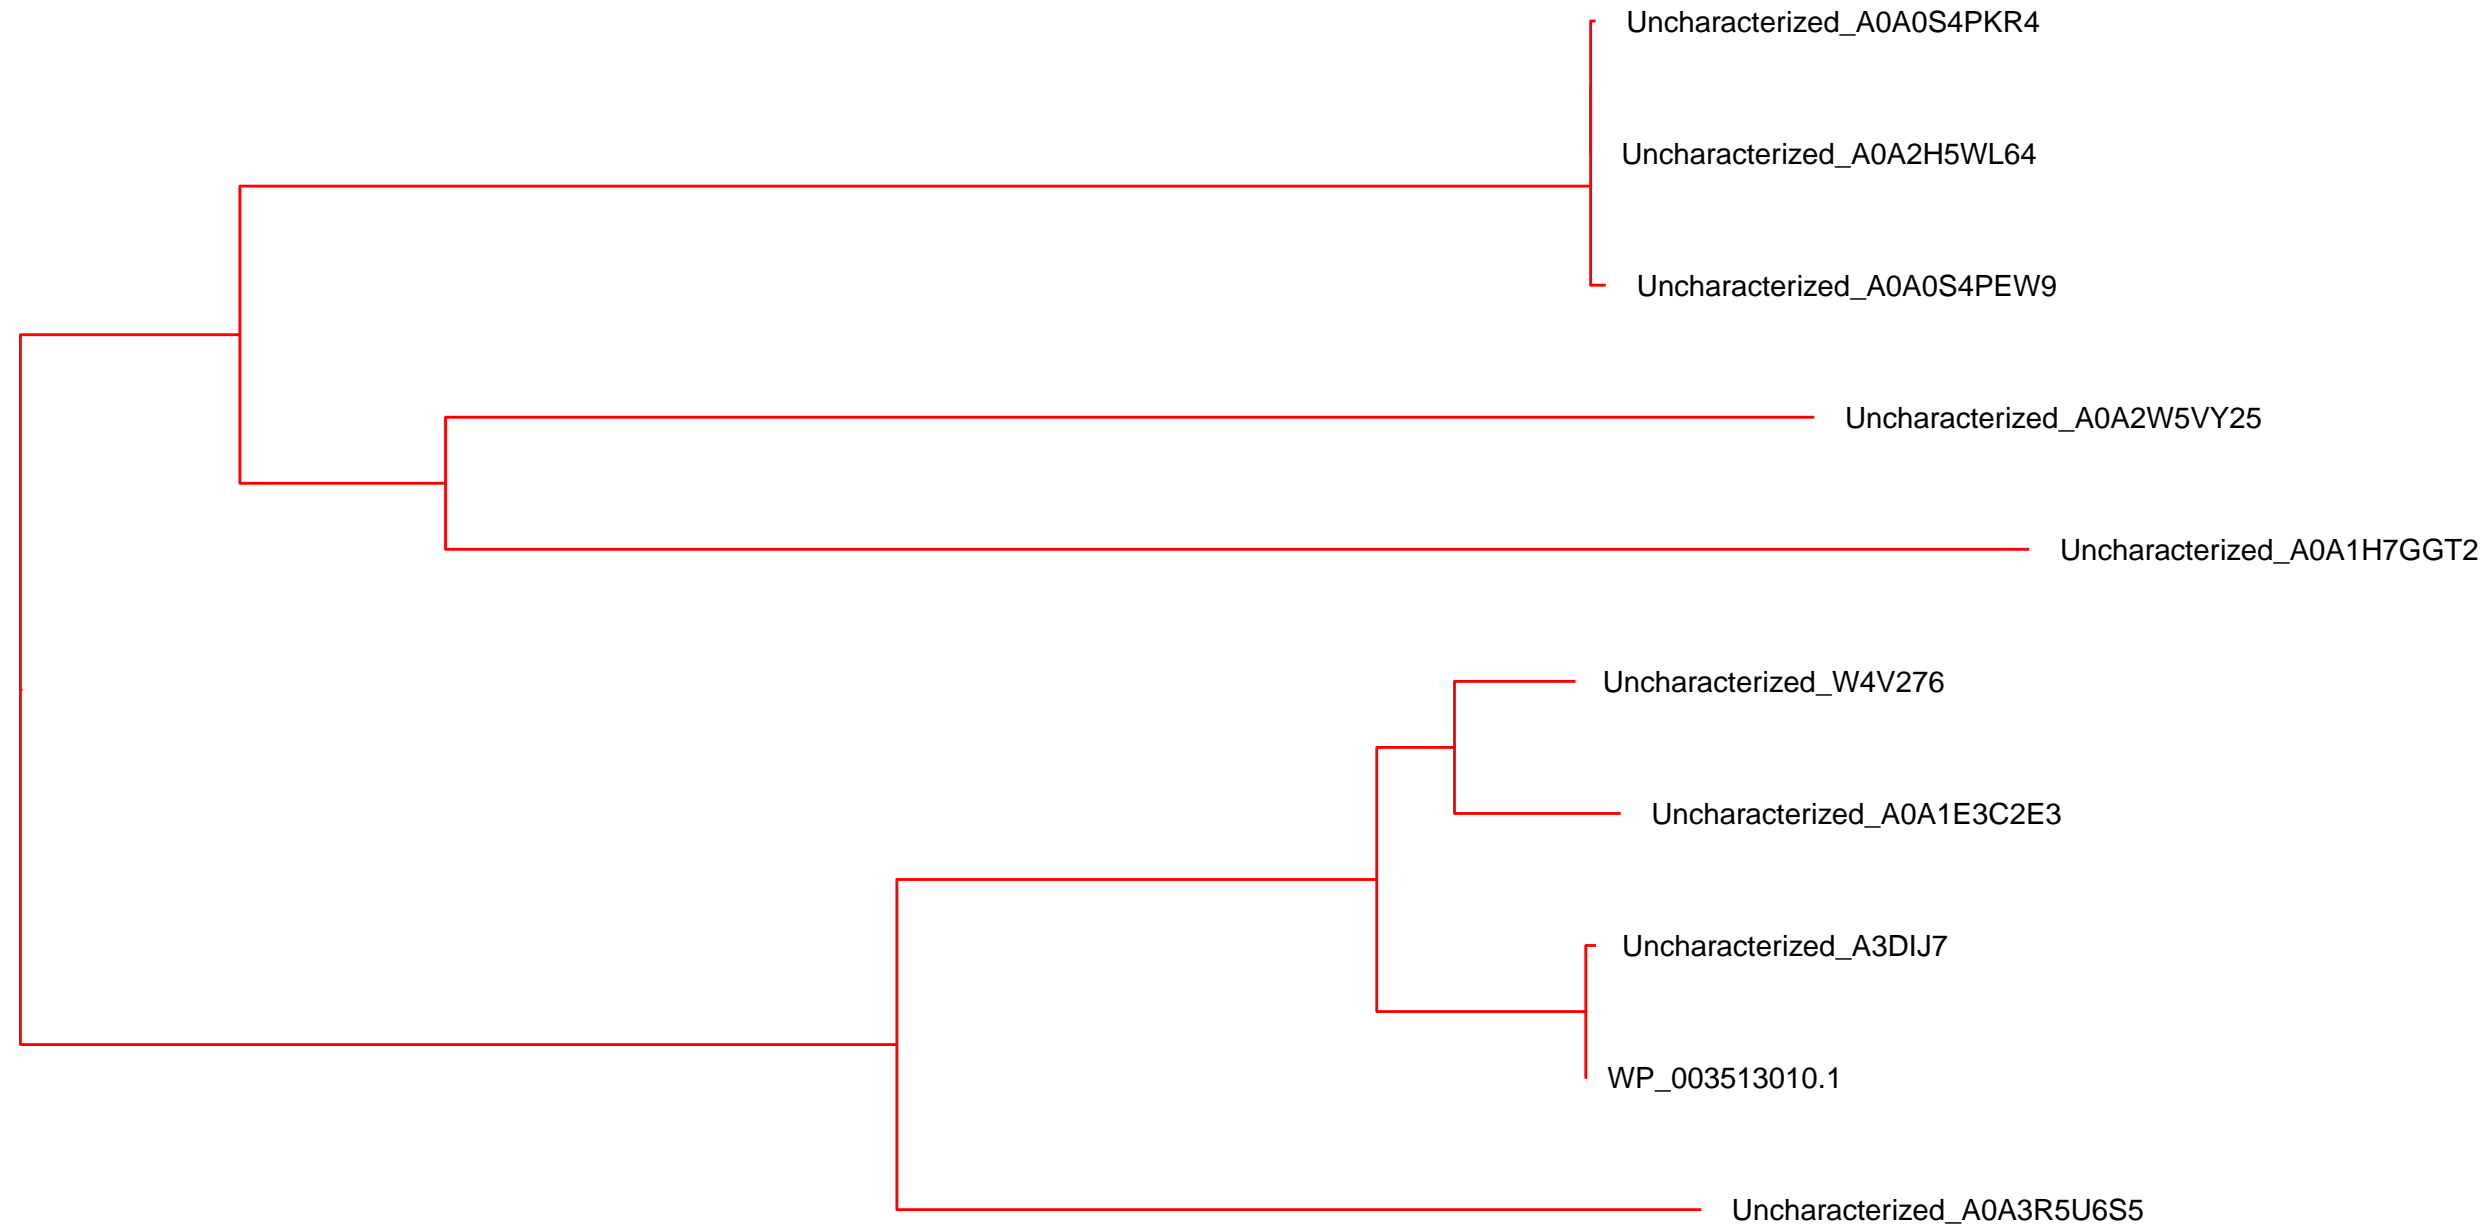 Uncharacterized_A0A0S4PKR4
Uncharacterized_A0A2H5WL64
Uncharacterized_A0A0S4PEW9
Uncharacterized_A0A2W5VY25
Uncharacterized_A0A1H7GGT2
Uncharacterized_W4V276
Uncharacterized_A0A1E3C2E3
Uncharacterized_A3DIJ7
WP_003513010.1
Uncharacterized_A0A3R5U6S5